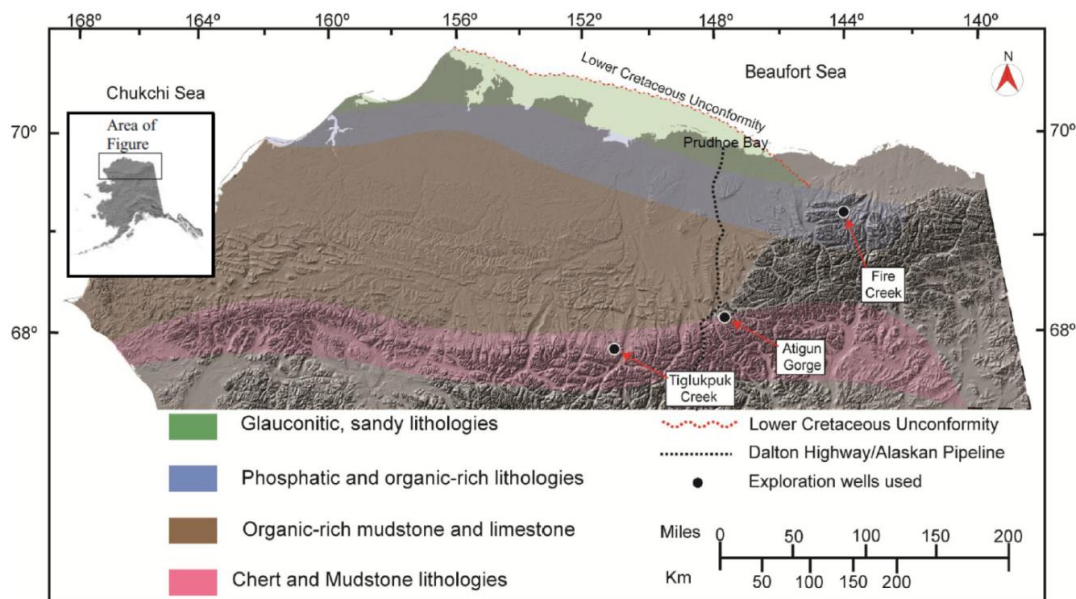 168º 160º 156º 152º 148º 144º 140º
N
Lower Cretaceous Unconformity
Beaufort Sea
Chukchi Sea
70º
70º
Area of
Figure
Prudhoe Bay
Fire
Creek
68º
68º
Atigun
Gorge
Tiglukpuk
Creek
Glauconitic, sandy lithologies
Phosphatic and organic-rich lithologies
Organic-rich mudstone and limestone
Chert and Mudstone lithologies
Lower Cretaceous Unconformity
Dalton Highway/Alaskan Pipeline
Exploration wells used
Miles 0 50 100 150 200
Km 50 100 150 200